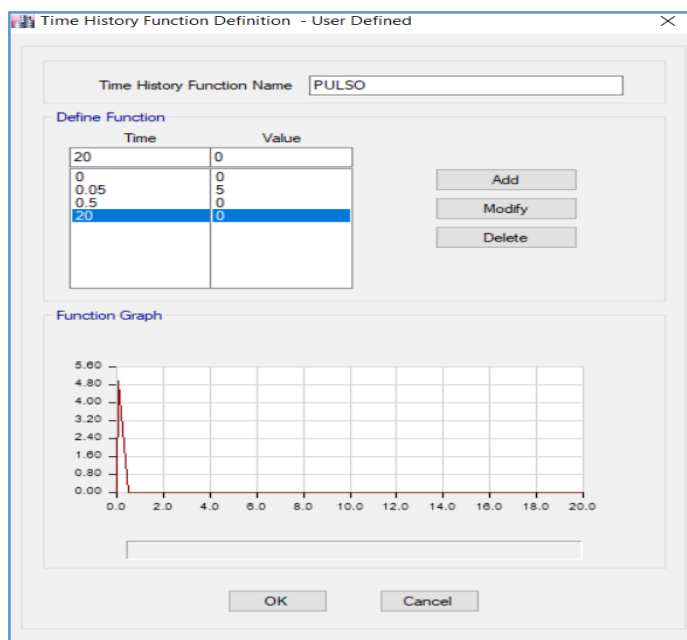 Time History Function Definition - User Defined
Time History Function Name PULSO
Define Function
Time Value
20 0
0 0
0.05 5
0.5 0
20 0
Add
Modify
Delete
Function Graph
5.60
4.80
4.00
3.20
2.40
1.60
0.80
0.00
0.0 2.0 4.0 6.0 8.0 10.0 12.0 14.0 16.0 18.0 20.0
OK Cancel